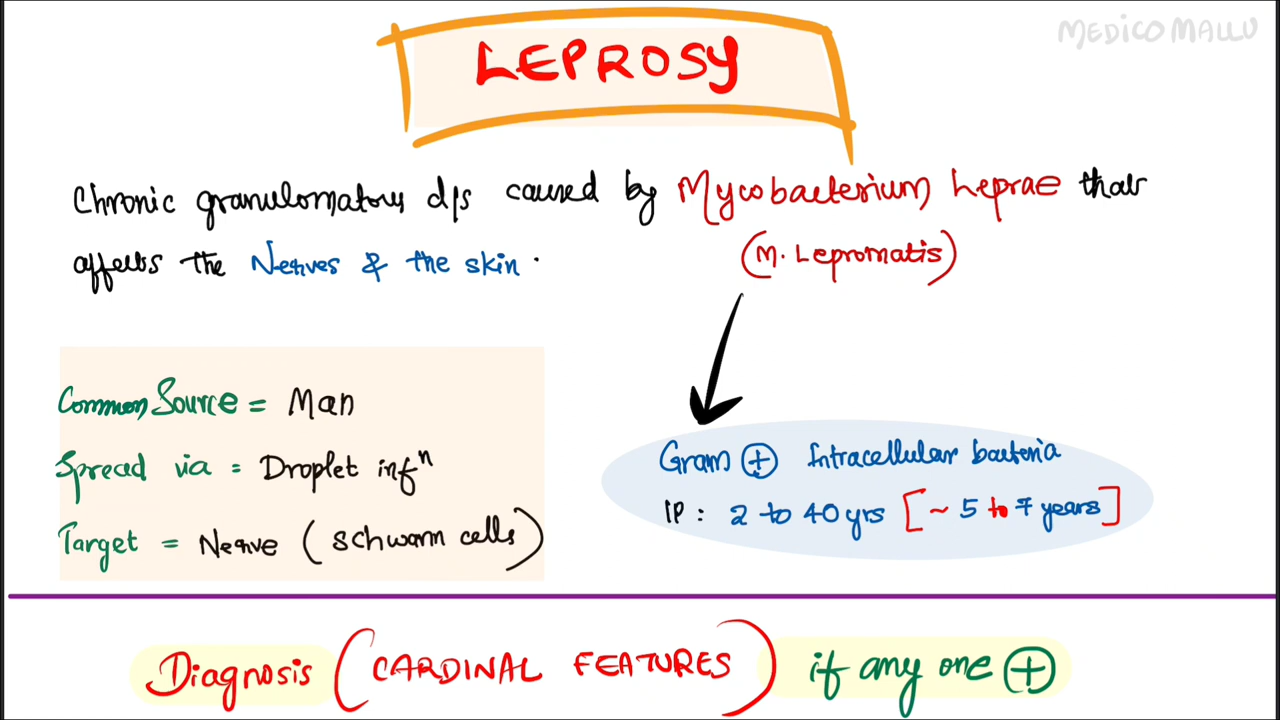 MEDICO MALLU
LEPROSY
Chronic granulomatous d/s caused by Mycobacterium Leprae that
affects the Nerves & the skin.
(M. Lepromatis)
Common Source = Man
Spread via = Droplet infⁿ
Target = Nerve (schwann cells)
Gram ⊕ Intracellular bacteria
IP : 2 to 40 yrs [~ 5 to 7 years]
Diagnosis (CARDINAL FEATURES) if any one ⊕